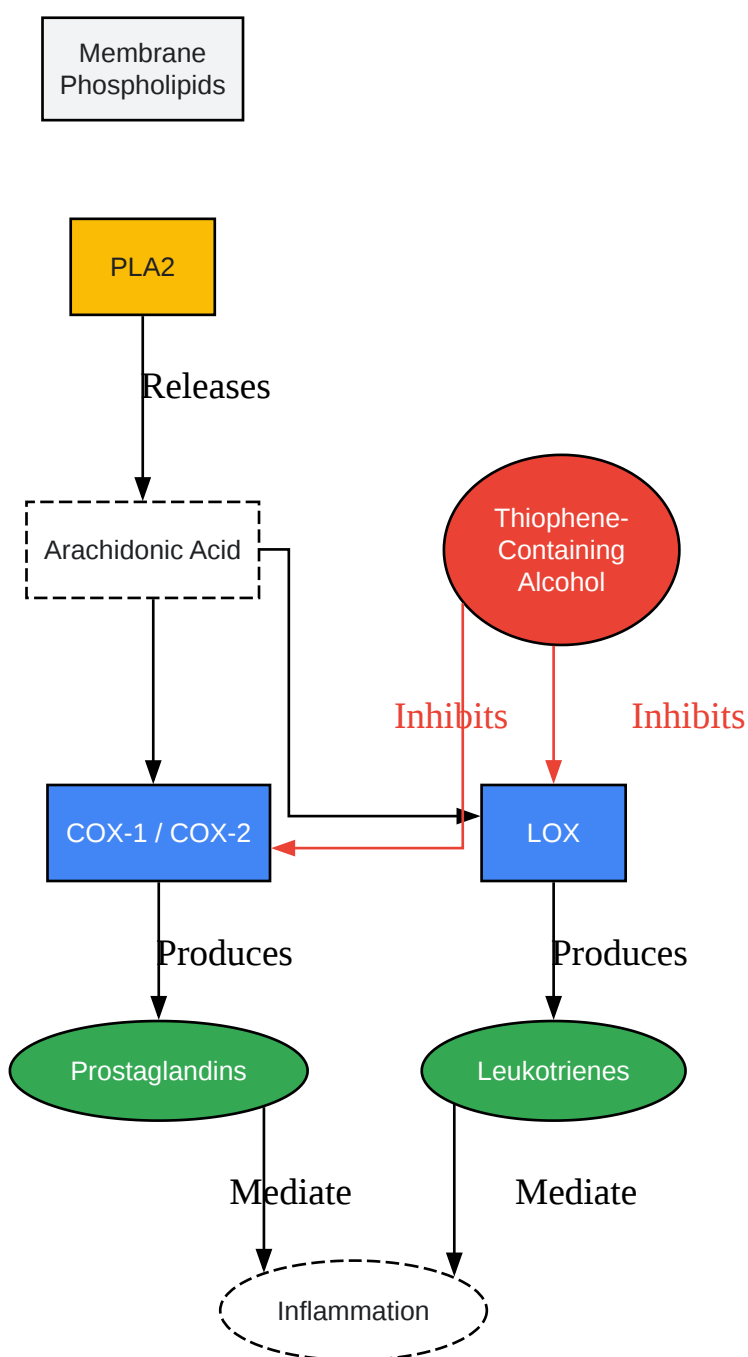 Membrane
Phospholipids
PLA2
Releases
Arachidonic Acid
Thiophene-
Containing
Alcohol
Inhibits
Inhibits
COX-1 / COX-2
LOX
Produces
Produces
Prostaglandins
Leukotrienes
Mediate
Mediate
Inflammation